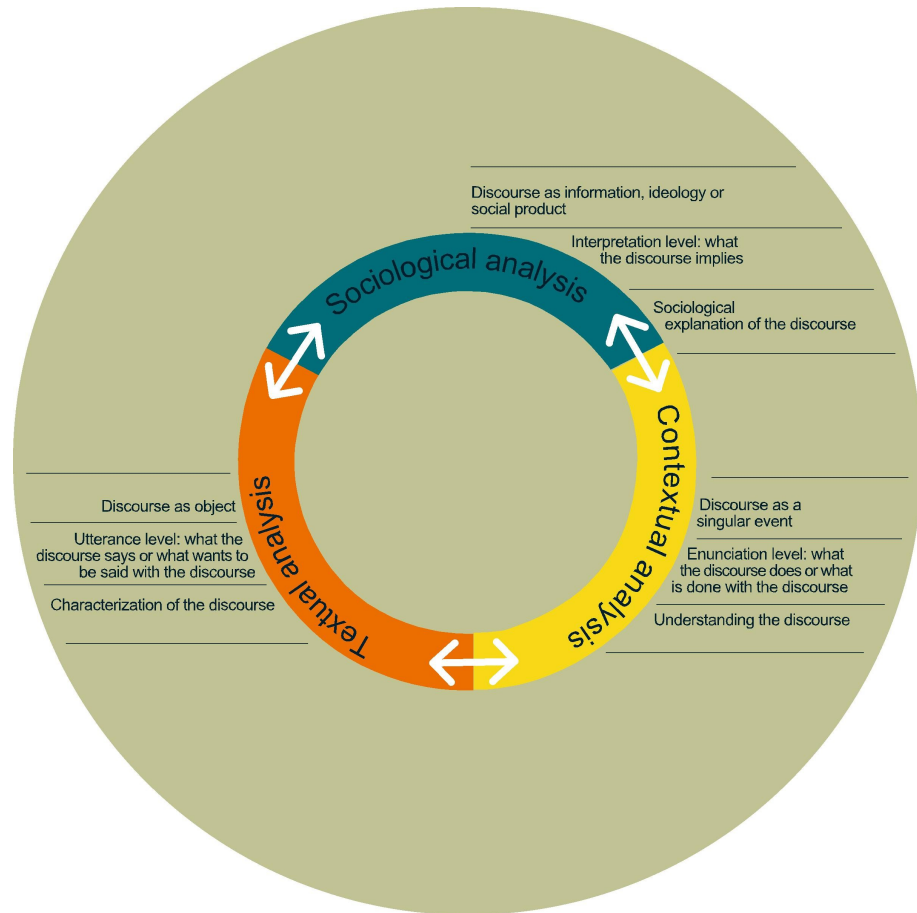 Discourse as information, ideology or
social product
Interpretation level: what
the discourse implies
Sociological
explanation of the discourse
Sociological analysis
Contextual analysis
Discourse as a
singular event
Enunciation level: what
the discourse does or what
is done with the discourse
Understanding the discourse
Textual analysis
Discourse as object
Utterance level: what the
discourse says or what wants to
be said with the discourse
Characterization of the discourse